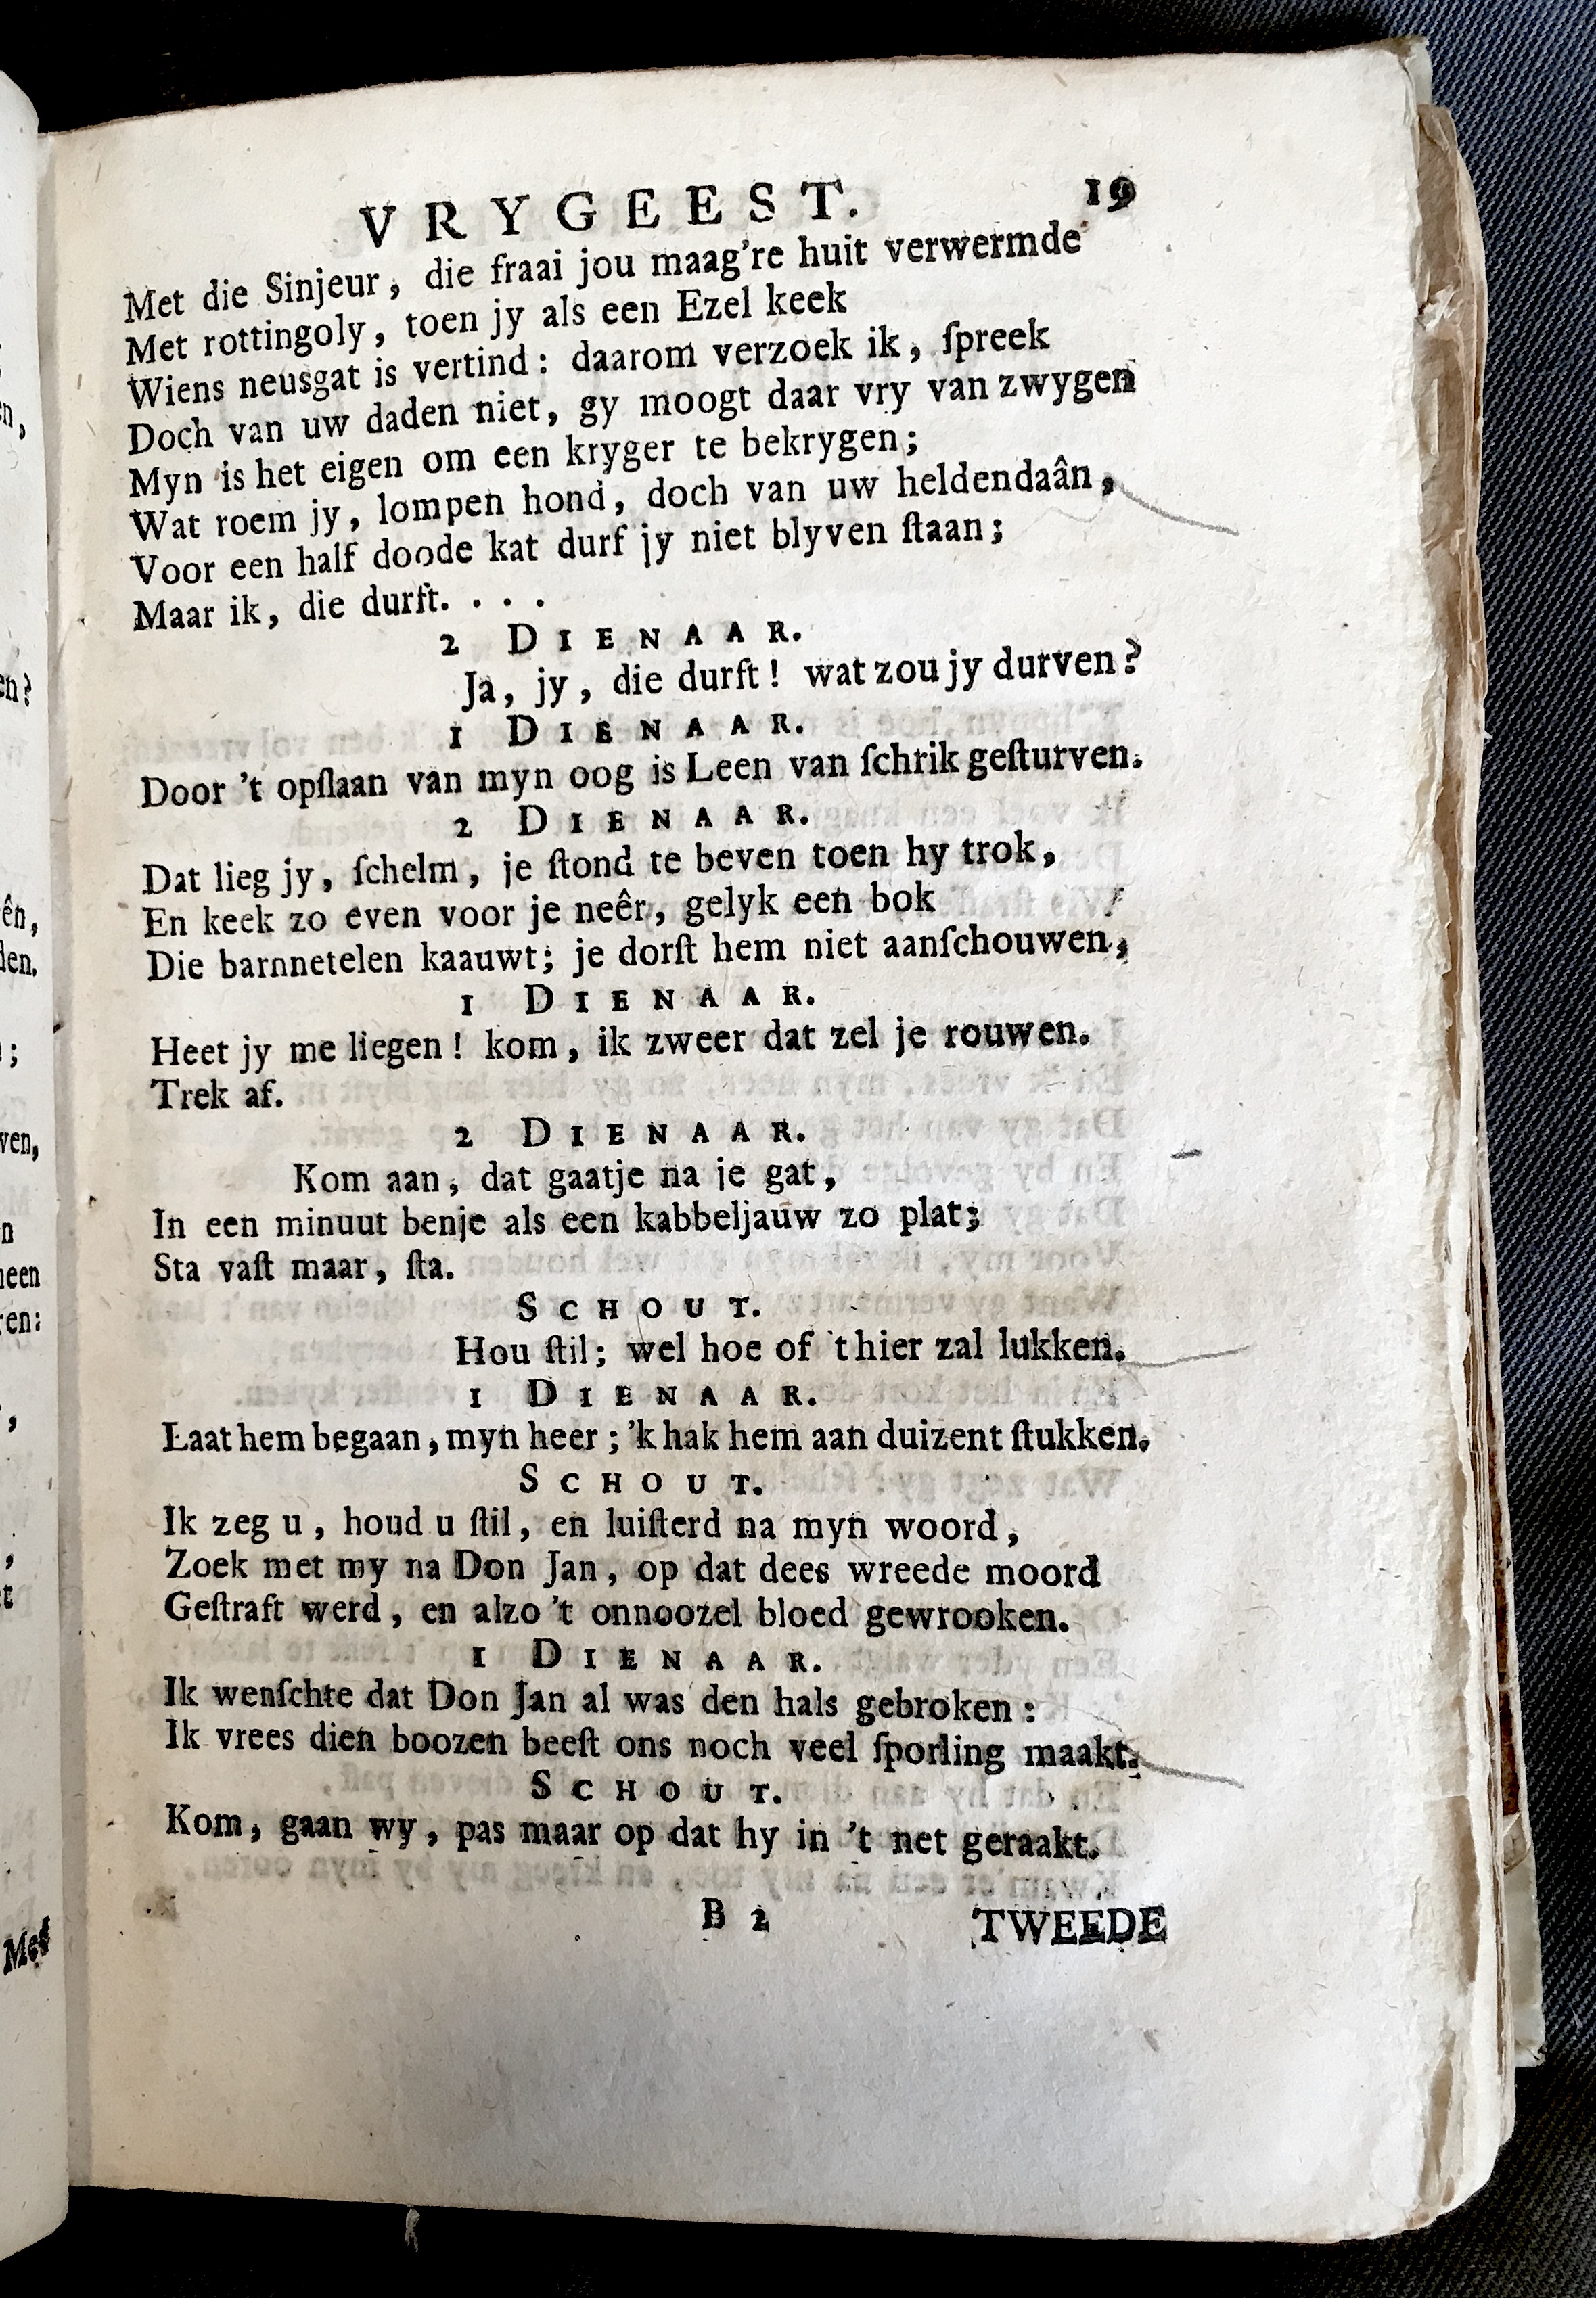 VRYGEEST. 19
Met die Sinjeur, die fraai jou maag're huit verwermde
Met rottingoly, toen jy als een Ezel keek
Wiens neusgat is vertind: daarom verzoek ik, ſpreek
Doch van uw daden niet, gy moogt daar vry van zwygen
Myn is het eigen om een kryger te bekrygen;
Wat roem jy, lompen hond, doch van uw heldendaân,
Voor een half doode kat durf jy niet blyven ſtaan;
Maar ik, die durft. . . .
2 DIENAAR.
Ja, jy, die durſt! wat zou jy durven?
1 DIENAAR.
Door 't opſlaan van myn oog is Leen van ſchrik geſturven.
2 DIENAAR.
Dat lieg jy, ſchelm, je ſtond te beven toen hy trok,
En keek zo even voor je neêr, gelyk een bok
Die barnnetelen kaauwt; je dorſt hem niet aanſchouwen,
1 DIENAAR.
Heet jy me liegen! kom, ik zweer dat zel je rouwen.
Trek af.
2 DIENAAR.
Kom aan, dat gaatje na je gat,
In een minuut benje als een kabbeljauw zo plat;
Sta vaſt maar, ſta.
SCHOUT.
Hou ſtil; wel hoe of 't hier zal lukken.
1 DIENAAR.
Laat hem begaan, myn heer; 'k hak hem aan duizent ſtukken.
SCHOUT.
Ik zeg u, houd u ſtil, en luiſterd na myn woord,
Zoek met my na Don Jan, op dat dees wreede moord
Geſtraft werd, en alzo 't onnoozel bloed gewrooken.
1 DIENAAR.
Ik wenſchte dat Don Jan al was den hals gebroken:
Ik vrees dien boozen beeſt ons noch veel ſporling maakt.
SCHOUT.
Kom, gaan wy, pas maar op dat hy in 't net geraakt.
B 2 TWEEDE